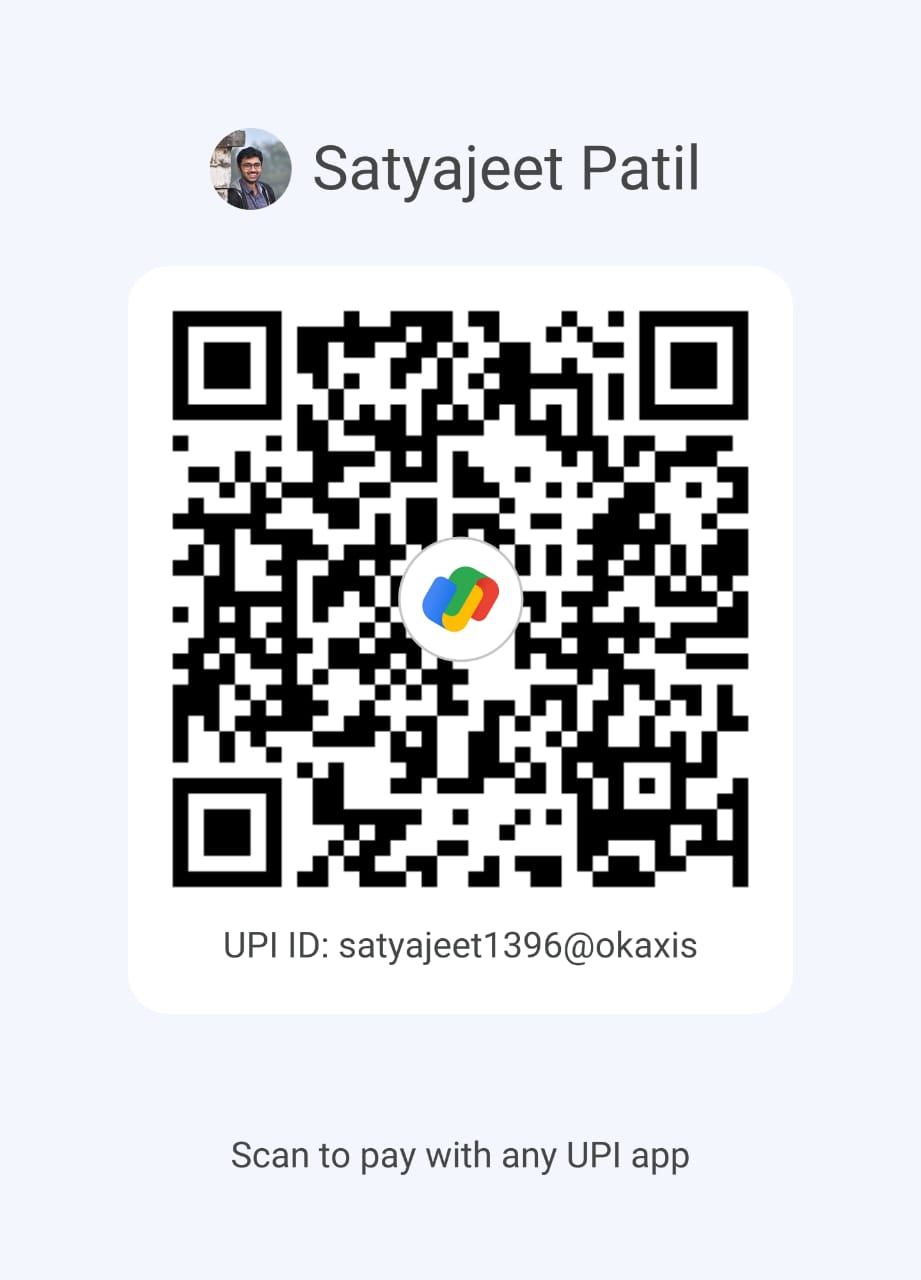 Satyajeet Patil
UPI ID: satyajeet1396@okaxis
Scan to pay with any UPI app